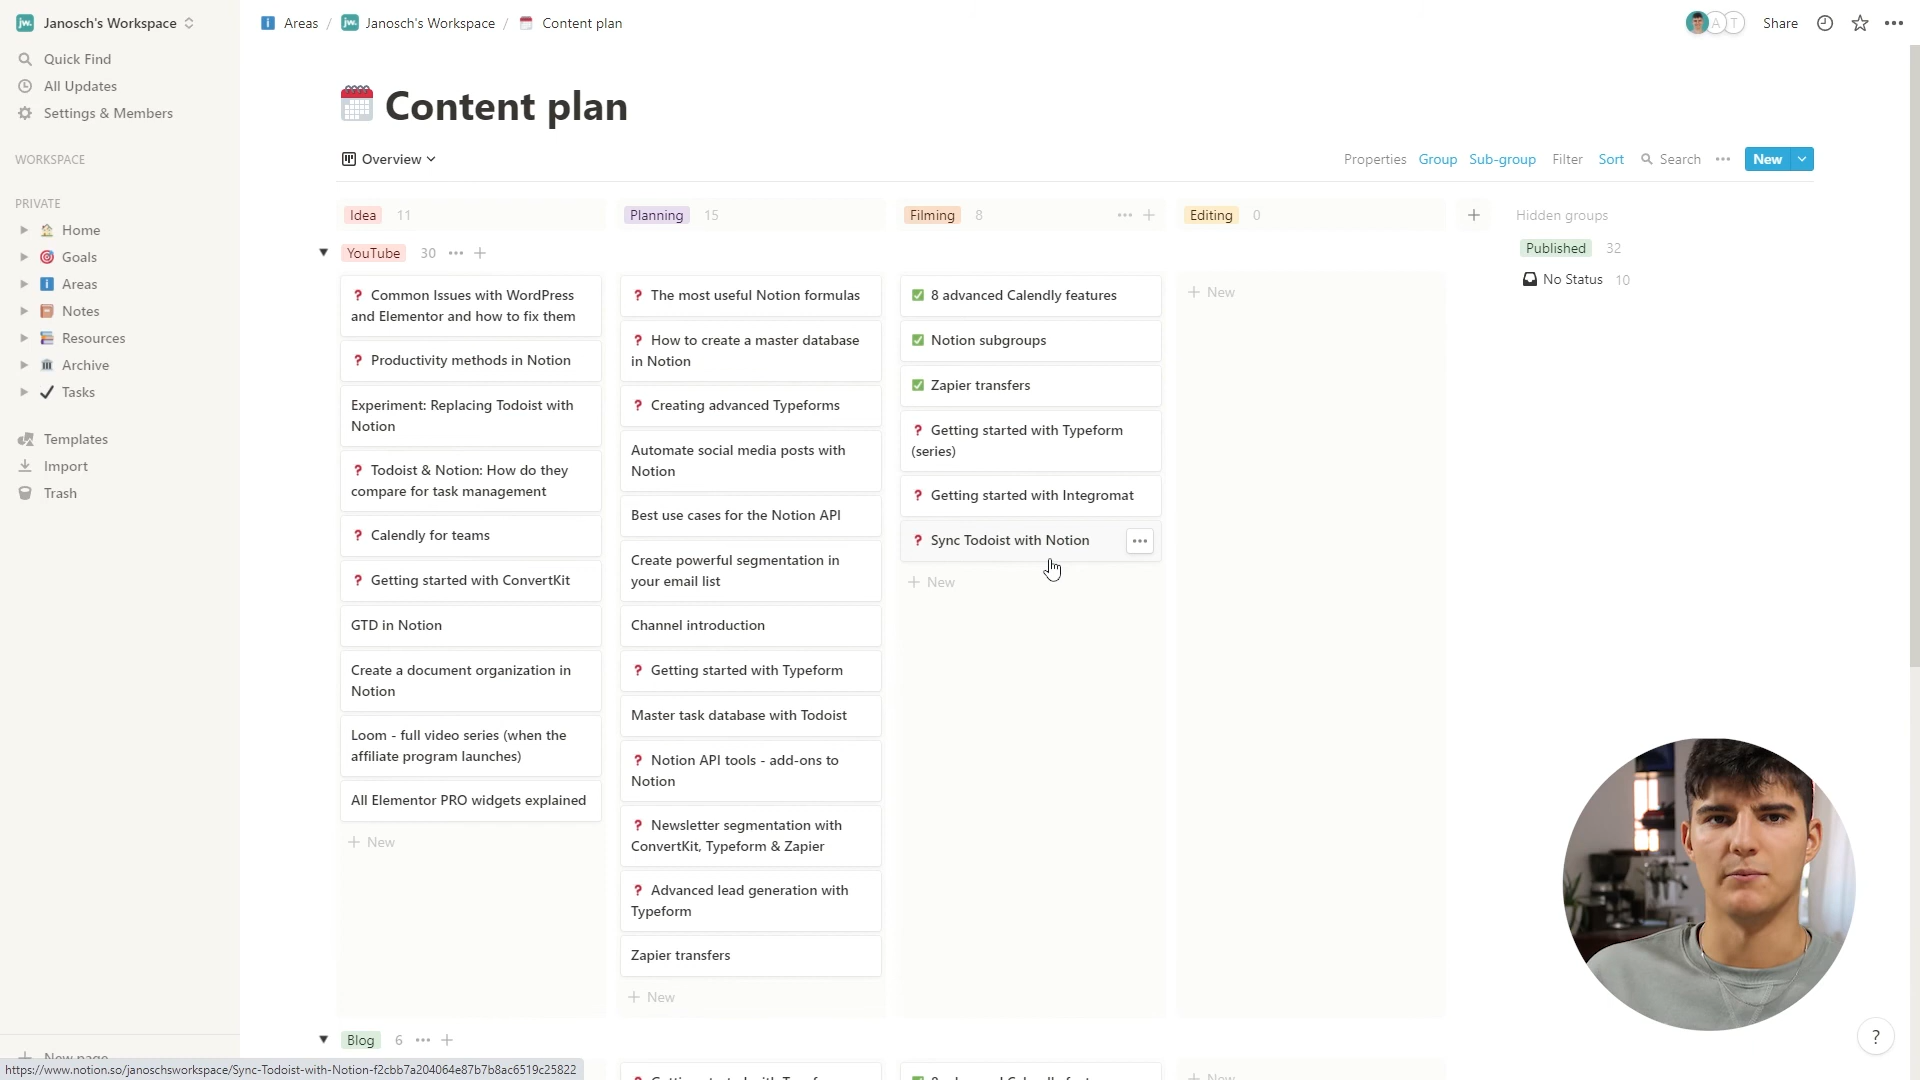 jw. Janosch's Workspace
Quick Find
All Updates
Settings & Members
WORKSPACE
PRIVATE
Home
Goals
Areas
Notes
Resources
Archive
Tasks
Templates
Import
Trash
New page
Areas / jw. Janosch's Workspace / Content plan
A T Share
Content plan
Overview
Properties Group Sub-group Filter Sort Search New
Idea 11
Planning 15
Filming 8
Editing 0
Hidden groups
Published 32
No Status 10
YouTube 30
Common Issues with WordPress
and Elementor and how to fix them
Productivity methods in Notion
Experiment: Replacing Todoist with
Notion
Todoist & Notion: How do they
compare for task management
Calendly for teams
Getting started with ConvertKit
GTD in Notion
Create a document organization in
Notion
Loom - full video series (when the
affiliate program launches)
All Elementor PRO widgets explained
New
The most useful Notion formulas
How to create a master database
in Notion
Creating advanced Typeforms
Automate social media posts with
Notion
Best use cases for the Notion API
Create powerful segmentation in
your email list
Channel introduction
Getting started with Typeform
Master task database with Todoist
Notion API tools - add-ons to
Notion
Newsletter segmentation with
ConvertKit, Typeform & Zapier
Advanced lead generation with
Typeform
Zapier transfers
New
8 advanced Calendly features
Notion subgroups
Zapier transfers
Getting started with Typeform
(series)
Getting started with Integromat
Sync Todoist with Notion
New
New
Blog 6
New
?
https://www.notion.so/janoschsworkspace/Sync-Todoist-with-Notion-f2cbb7a204064e87b7b8ac6519c25822